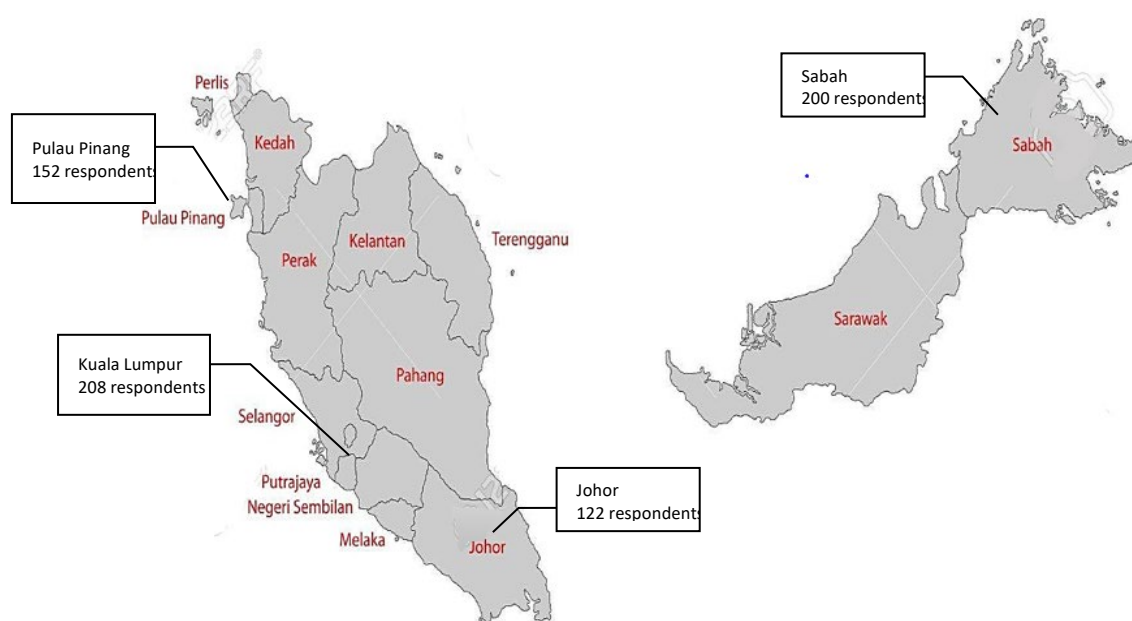 Perlis
Kedah
Pulau Pinang
152 respondents
Pulau Pinang
Perak
Kelantan
Terengganu
Kuala Lumpur
208 respondents
Pahang
Selangor
Putrajaya
Negeri Sembilan
Melaka
Johor
Johor
122 respondents
Sabah
200 respondents
Sabah
Sarawak